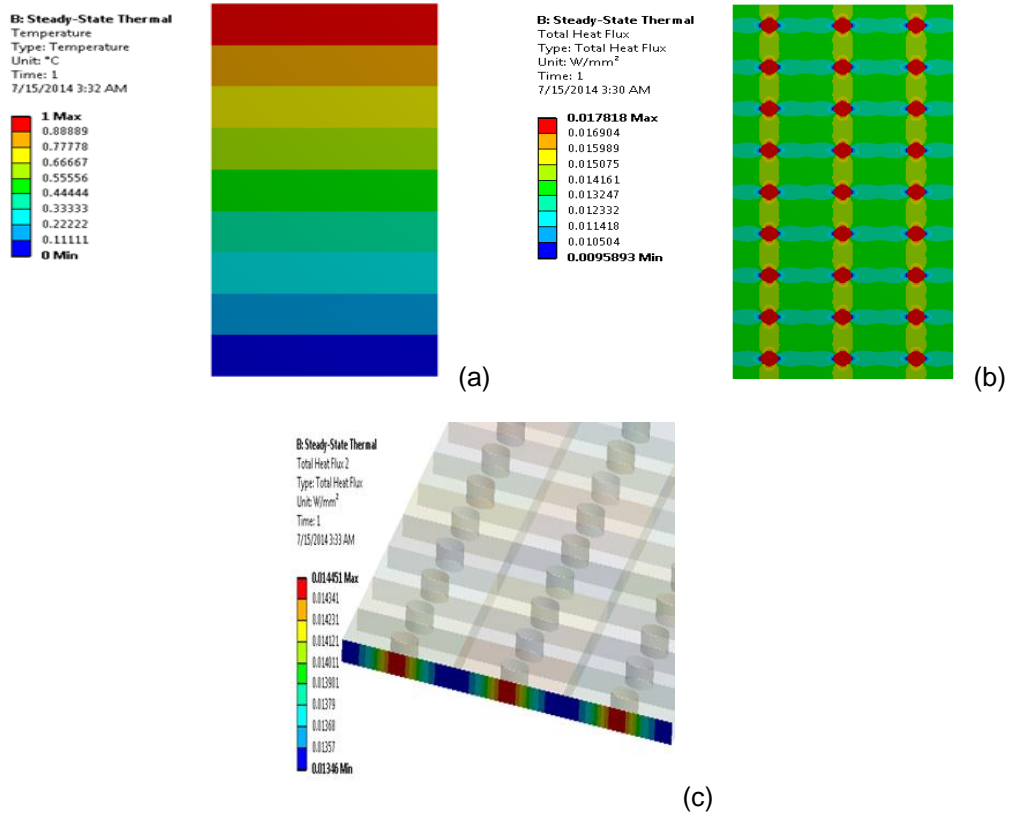 B: Steady-State Thermal
Temperature
Type: Temperature
Unit: °C
Time: 1
7/15/2014 3:32 AM
1 Max
0.88889
0.77778
0.66667
0.55556
0.44444
0.33333
0.22222
0.11111
0 Min
(a)
B: Steady-State Thermal
Total Heat Flux
Type: Total Heat Flux
Unit: W/mm²
Time: 1
7/15/2014 3:30 AM
0.017818 Max
0.016904
0.015989
0.015075
0.014161
0.013247
0.012332
0.011418
0.010504
0.0095893 Min
(b)
B: Steady-State Thermal
Total Heat Flux 2
Type: Total Heat Flux
Unit: W/mm²
Time: 1
7/15/2014 3:33 AM
0.014451 Max
0.014341
0.014231
0.014121
0.014011
0.013901
0.01379
0.01368
0.01357
0.01346 Min
(c)